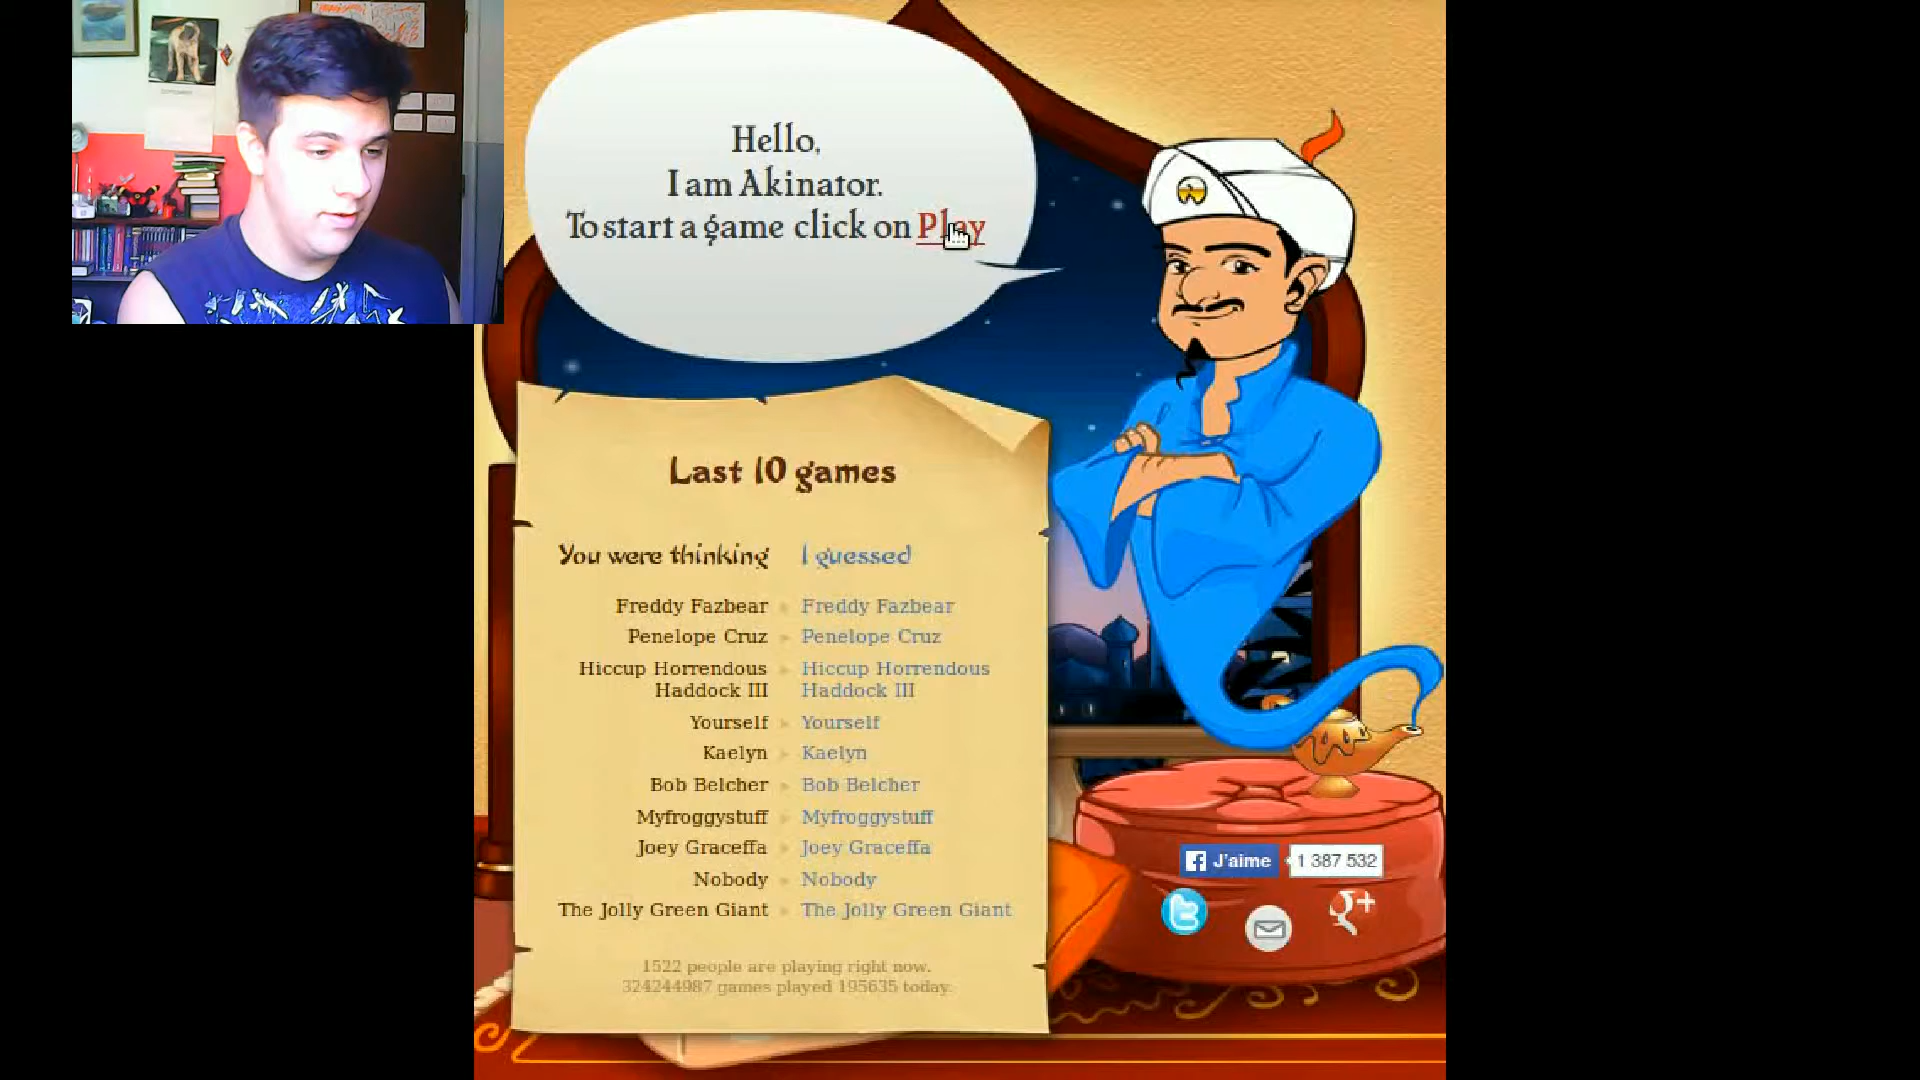 Hello,
I am Akinator.
To start a game click on Play
Last 10 games
You were thinking I guessed
Freddy Fazbear Freddy Fazbear
Penelope Cruz Penelope Cruz
Hiccup Horrendous Hiccup Horrendous
Haddock III Haddock III
Yourself Yourself
Kaelyn Kaelyn
Bob Belcher Bob Belcher
Myfroggystuff Myfroggystuff
Joey Graceffa Joey Graceffa
Nobody Nobody
The Jolly Green Giant The Jolly Green Giant
1522 people are playing right now.
324244987 games played 195635 today.
J'aime 1 387 532
g+